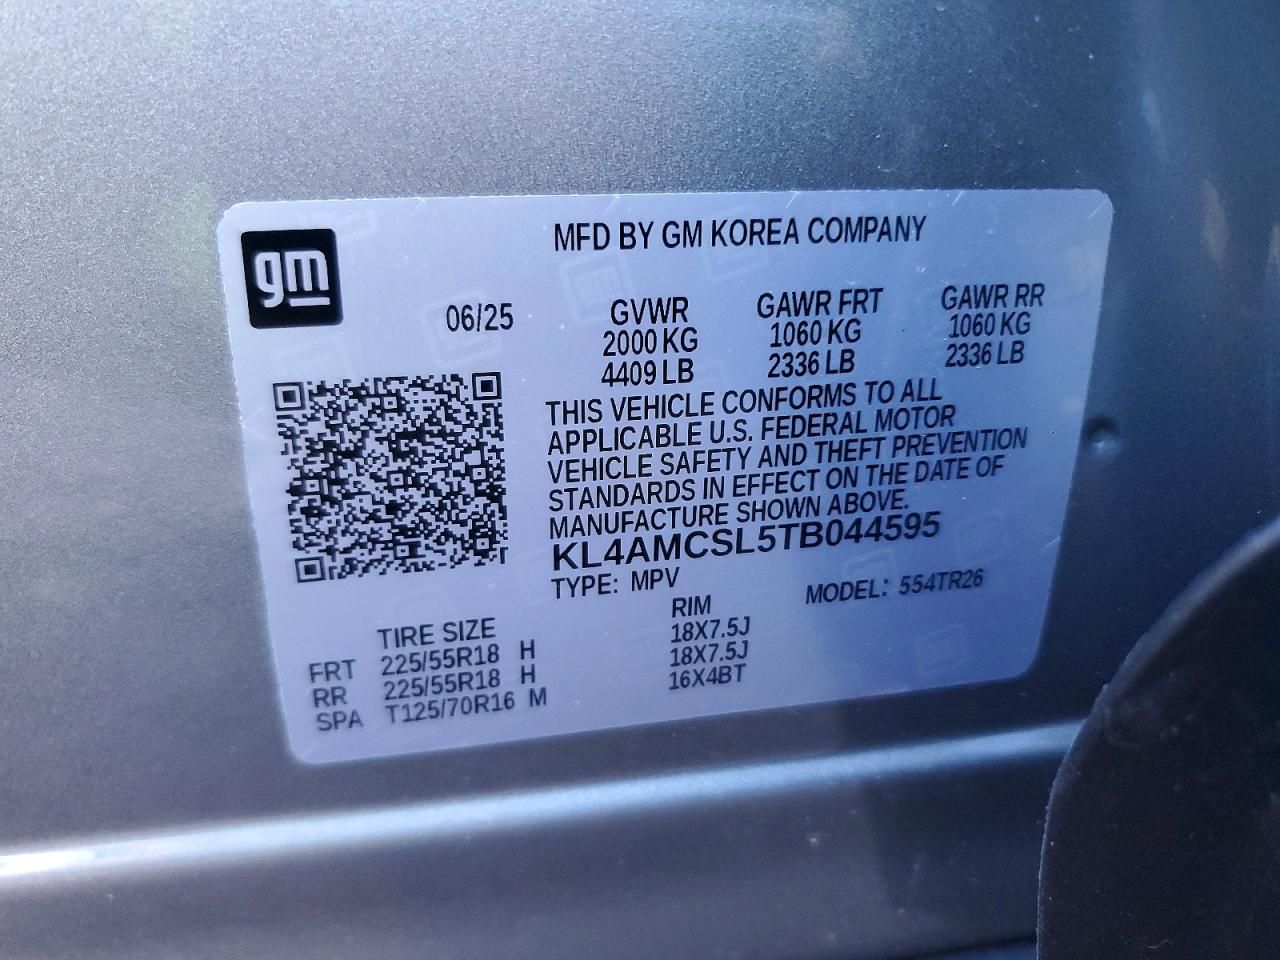 gm
MFD BY GM KOREA COMPANY
06/25
GVWR GAWR FRT GAWR RR
2000 KG 1060 KG 1060 KG
4409 LB 2336 LB 2336 LB
THIS VEHICLE CONFORMS TO ALL
APPLICABLE U.S. FEDERAL MOTOR
VEHICLE SAFETY AND THEFT PREVENTION
STANDARDS IN EFFECT ON THE DATE OF
MANUFACTURE SHOWN ABOVE.
KL4AMCSL5TB044595
TYPE: MPV MODEL: 554TR26
TIRE SIZE RIM
FRT 225/55R18 H 18X7.5J
RR 225/55R18 H 18X7.5J
SPA T125/70R16 M 16X4BT